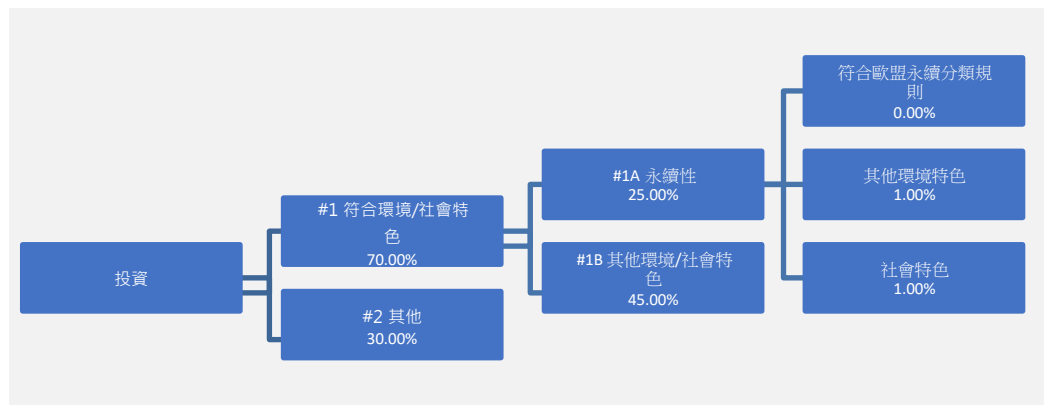 投資
#1 符合環境/社會特
色
70.00%
#2 其他
30.00%
#1A 永續性
25.00%
#1B 其他環境/社會特
色
45.00%
符合歐盟永續分類規
則
0.00%
其他環境特色
1.00%
社會特色
1.00%